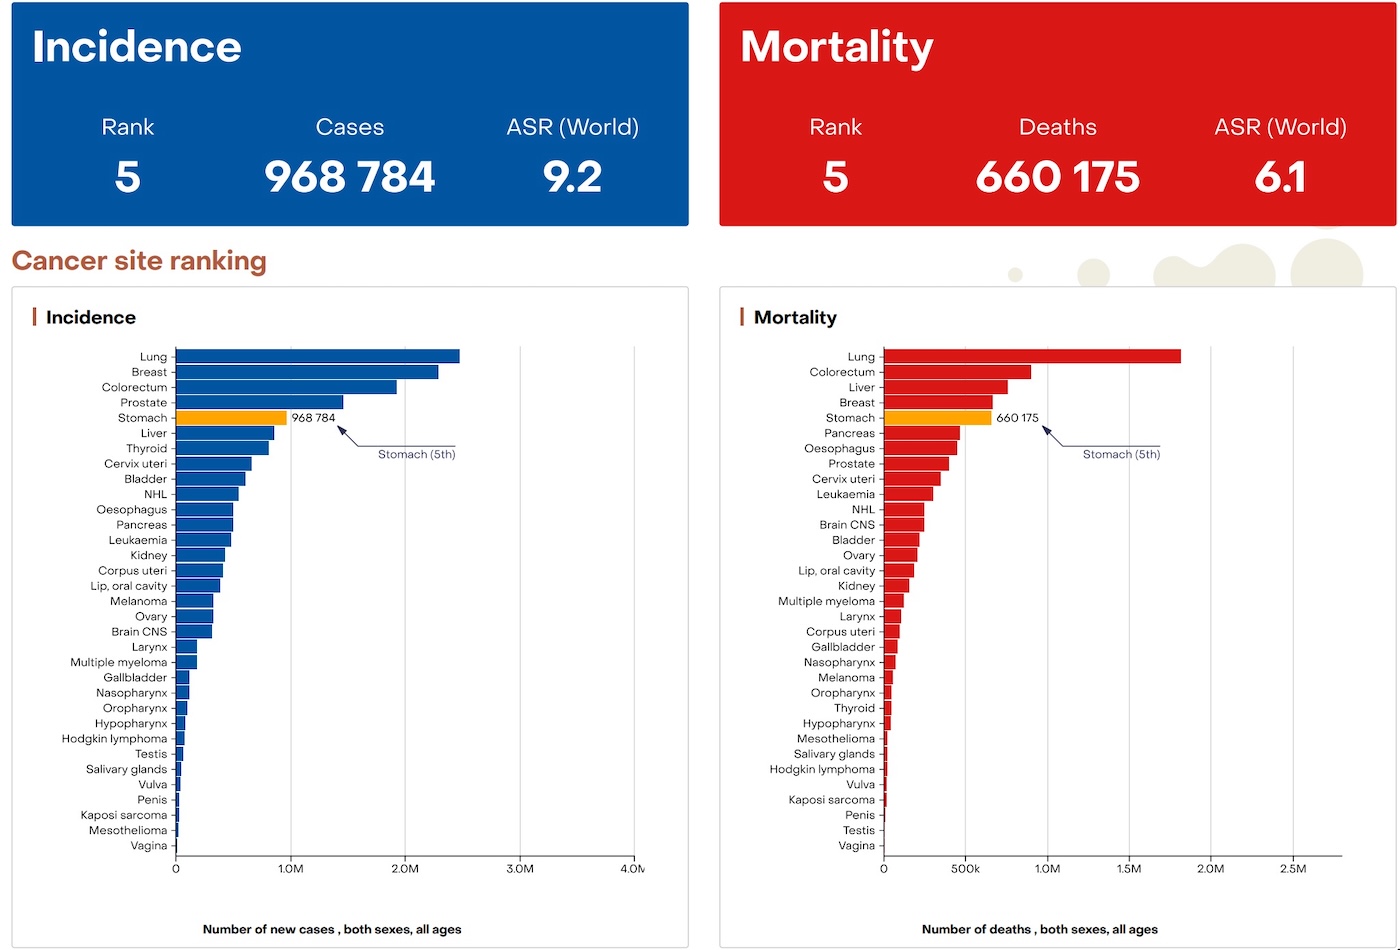 Incidence
Rank Cases ASR (World)
5 968 784 9.2
Mortality
Rank Deaths ASR (World)
5 660 175 6.1
Cancer site ranking
Incidence
Lung
Breast
Colorectum
Prostate
Stomach 968 784
Liver
Stomach (5th)
Thyroid
Cervix uteri
Bladder
NHL
Oesophagus
Pancreas
Leukaemia
Kidney
Corpus uteri
Lip, oral cavity
Melanoma
Ovary
Brain CNS
Larynx
Multiple myeloma
Gallbladder
Nasopharynx
Oropharynx
Hypopharynx
Hodgkin lymphoma
Testis
Salivary glands
Vulva
Penis
Kaposi sarcoma
Mesothelioma
Vagina
0 1.0M 2.0M 3.0M 4.0M
Number of new cases , both sexes, all ages
Mortality
Lung
Colorectum
Liver
Breast
Stomach 660 175
Pancreas
Stomach (5th)
Oesophagus
Prostate
Cervix uteri
Leukaemia
NHL
Brain CNS
Bladder
Ovary
Lip, oral cavity
Kidney
Multiple myeloma
Larynx
Corpus uteri
Gallbladder
Nasopharynx
Melanoma
Oropharynx
Thyroid
Hypopharynx
Mesothelioma
Salivary glands
Hodgkin lymphoma
Vulva
Kaposi sarcoma
Penis
Testis
Vagina
0 500k 1.0M 1.5M 2.0M 2.5M
Number of deaths , both sexes, all ages